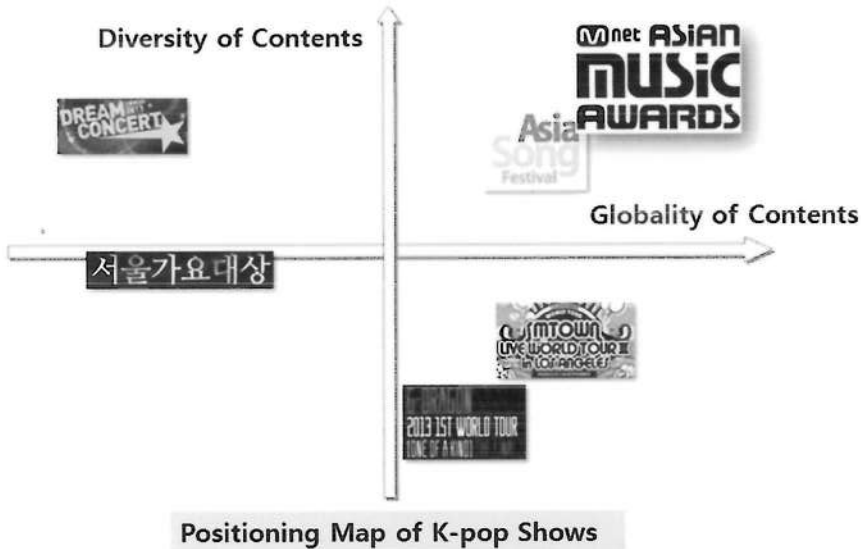 Diversity of Contents
DREAM
CONCERT
Mnet ASIAN
MUSIC
AWARDS
Asia
Song
Festival
Globality of Contents
서울가요대상
SMTOWN
LIVE WORLD TOUR III
in LOS ANGELES
G-DRAGON
2013 1ST WORLD TOUR
[ONE OF A KIND]
Positioning Map of K-pop Shows